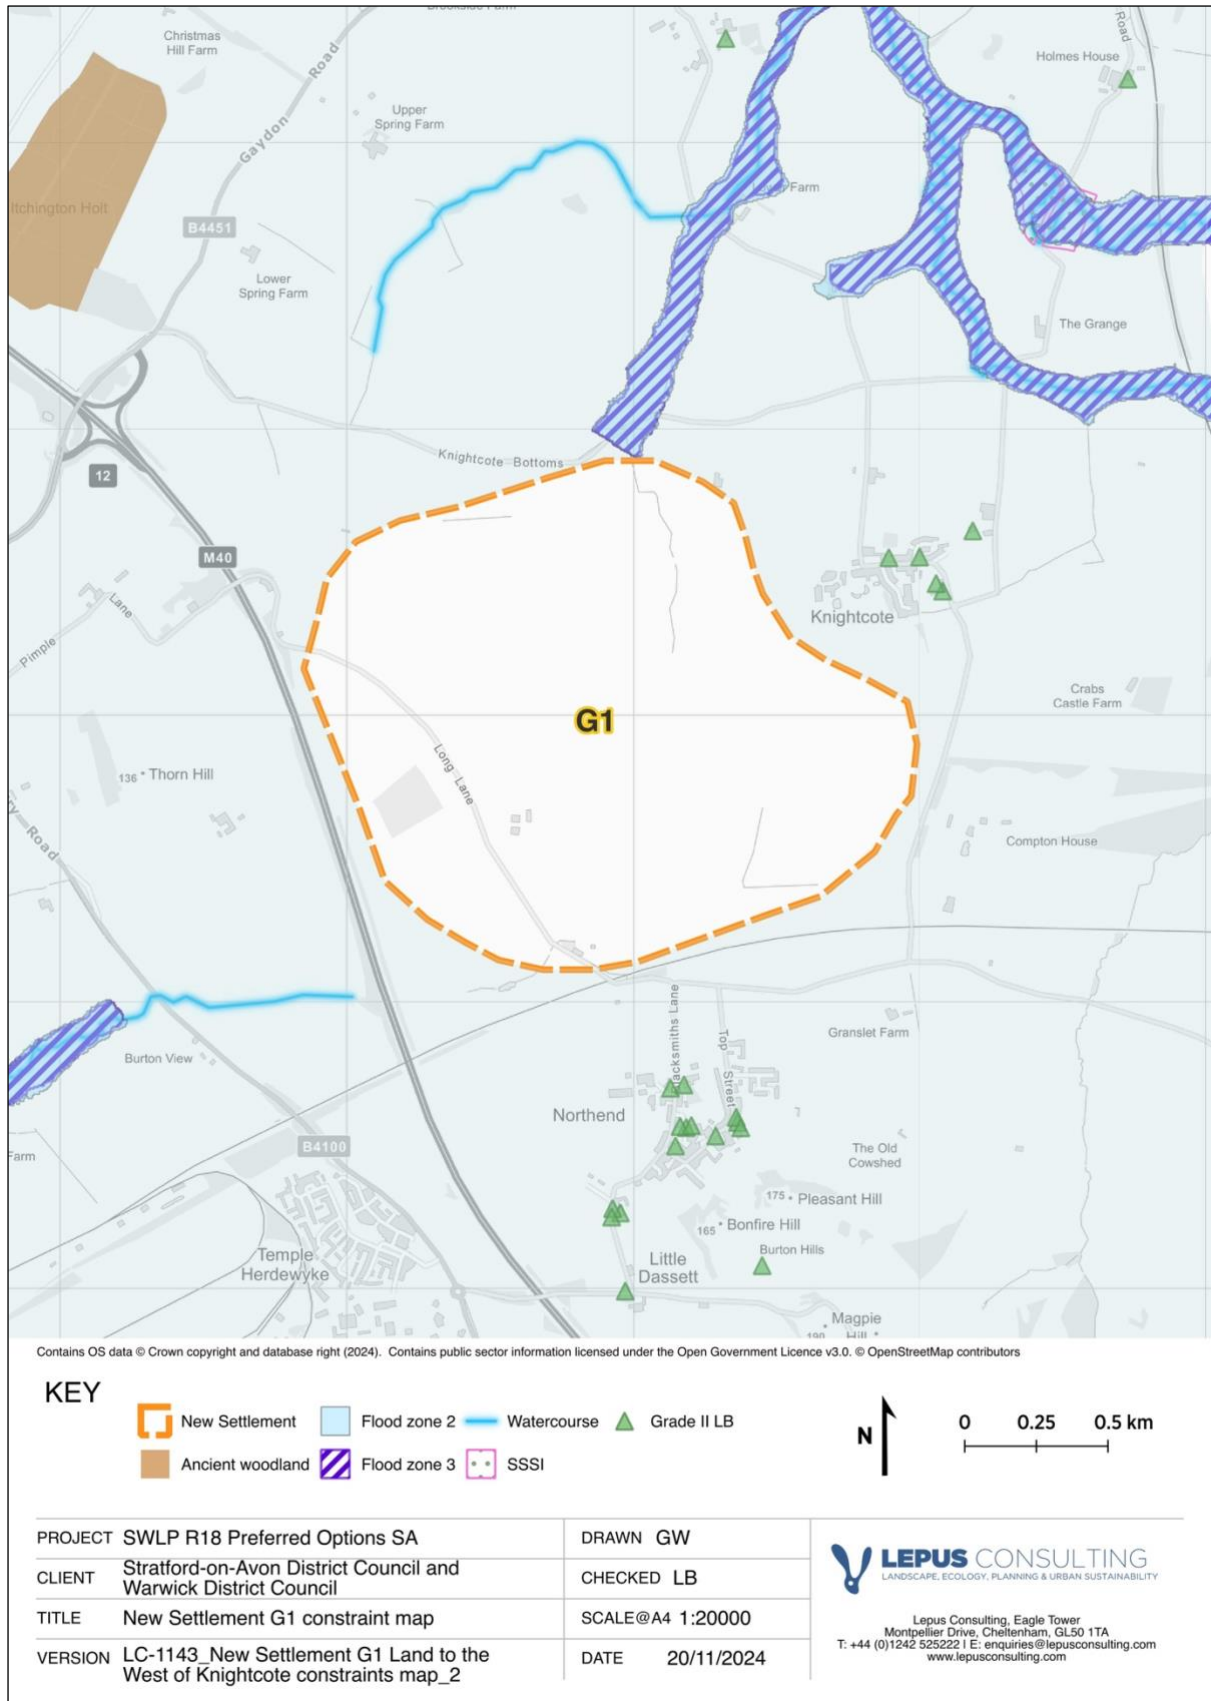 Christmas
Hill Farm
Gaydon Road
Upper
Spring Farm
Road
Holmes House
Itchington Holt
B4451
Lower
Spring Farm
Farm
The Grange
Knightcote Bottoms
12
M40
Knightcote
Pimple Lane
G1
Crabs
Castle Farm
136 • Thorn Hill
Long Lane
Road
Compton House
Granslet Farm
Burton View
Top Street
Northend
B4100
Farm
The Old
Cowshed
175 • Pleasant Hill
165 • Bonfire Hill
Burton Hills
Temple
Herdewyke
Little
Dassett
Magpie
Contains OS data © Crown copyright and database right (2024). Contains public sector information licensed under the Open Government Licence v3.0. © OpenStreetMap contributors
KEY
New Settlement
Flood zone 2
Watercourse
Grade II LB
Ancient woodland
Flood zone 3
SSSI
N
0 0.25 0.5 km
PROJECT SWLP R18 Preferred Options SA
CLIENT Stratford-on-Avon District Council and
Warwick District Council
TITLE New Settlement G1 constraint map
VERSION LC-1143_New Settlement G1 Land to the
West of Knightcote constraints map_2
DRAWN GW
CHECKED LB
SCALE@A4 1:20000
DATE 20/11/2024
LEPUS CONSULTING
LANDSCAPE, ECOLOGY, PLANNING & URBAN SUSTAINABILITY
Lepus Consulting, Eagle Tower
Montpellier Drive, Cheltenham, GL50 1TA
T: +44 (0)1242 525222 I E: enquiries@lepusconsulting.com
www.lepusconsulting.com